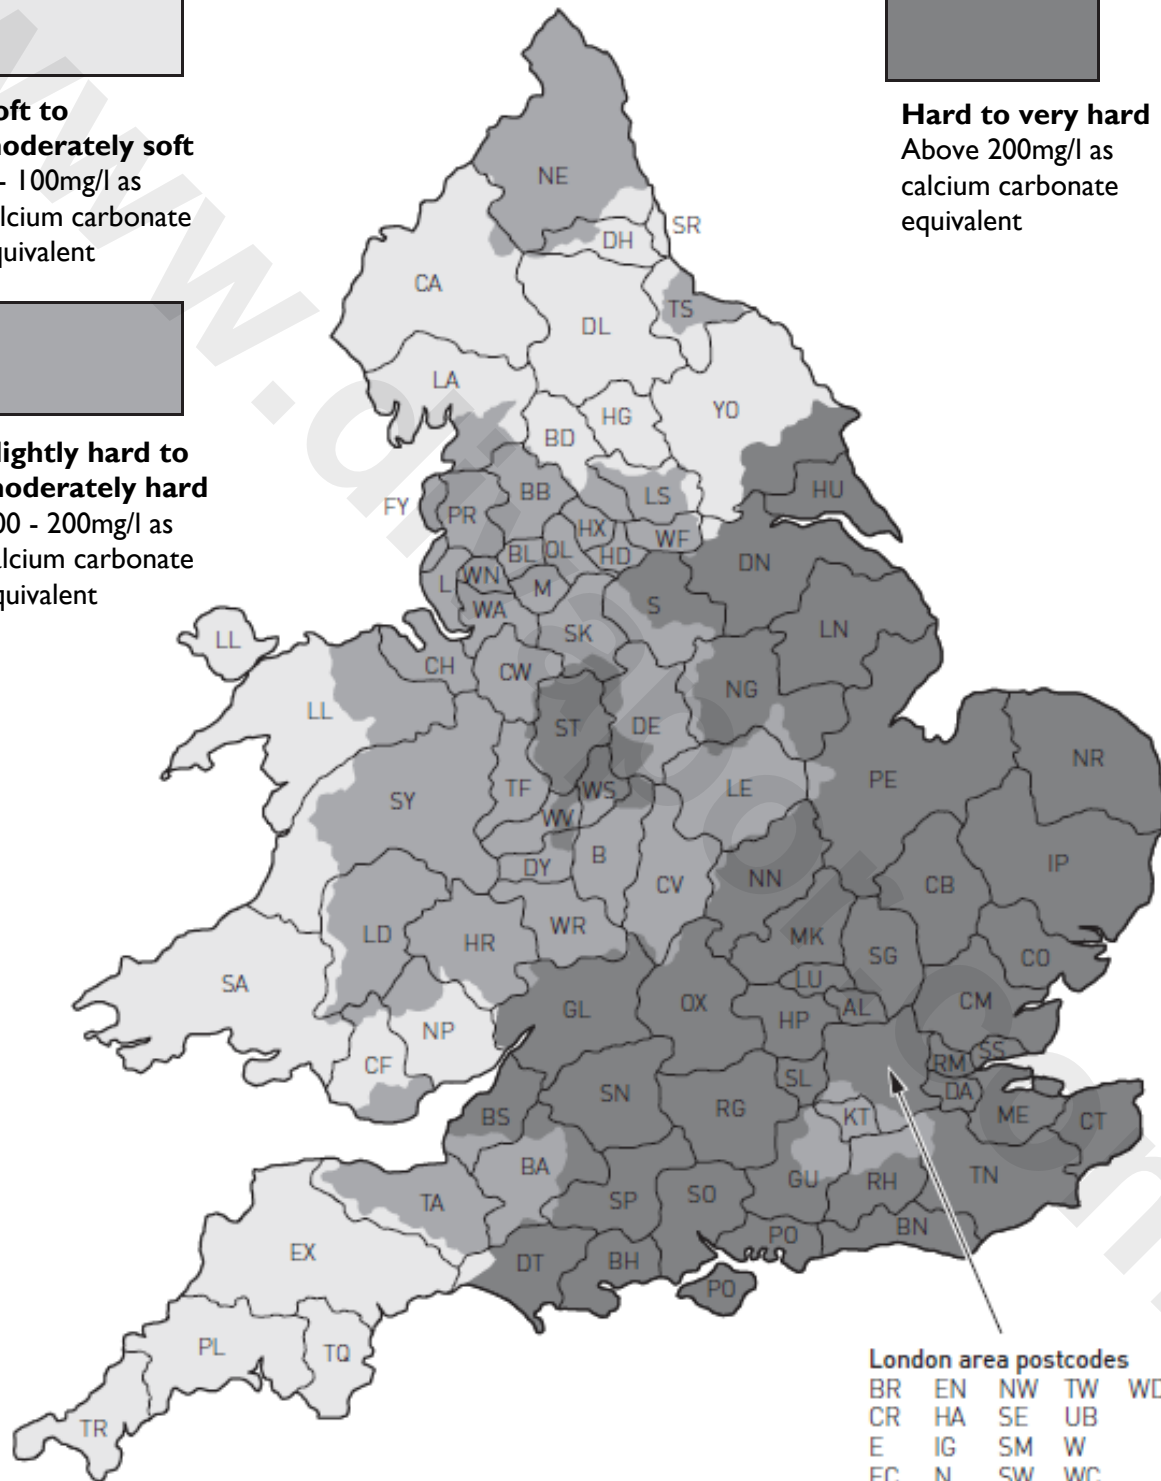 oft to
noderately soft
- 100mg/l as
alcium carbonate
quivalent
Hard to very hard
Above 200mg/l as
calcium carbonate
equivalent
lightly hard to
noderately hard
00 - 200mg/l as
alcium carbonate
quivalent
NE
SR
DH
CA
TS
DL
LA
YO
HG
BD
HU
FY
PR
BB
LS
HX
WF
BL
OL
HD
DN
L
WN
M
WA
S
LN
LL
SK
CH
CW
LL
NG
ST
DE
NR
SY
TF
WS
LE
PE
WV
DY
B
CV
NN
CB
IP
LD
HR
WR
MK
SG
CO
SA
LU
GL
OX
AL
CM
NP
HP
CF
RM
SS
SL
DA
SN
RG
BS
KT
ME
CT
BA
GU
RH
TN
TA
SP
SO
EX
PO
BN
DT
BH
PO
PL
TQ
TR
London area postcodes
BR EN NW TW WD
CR HA SE UB
E IG SM W
EC N SW WC